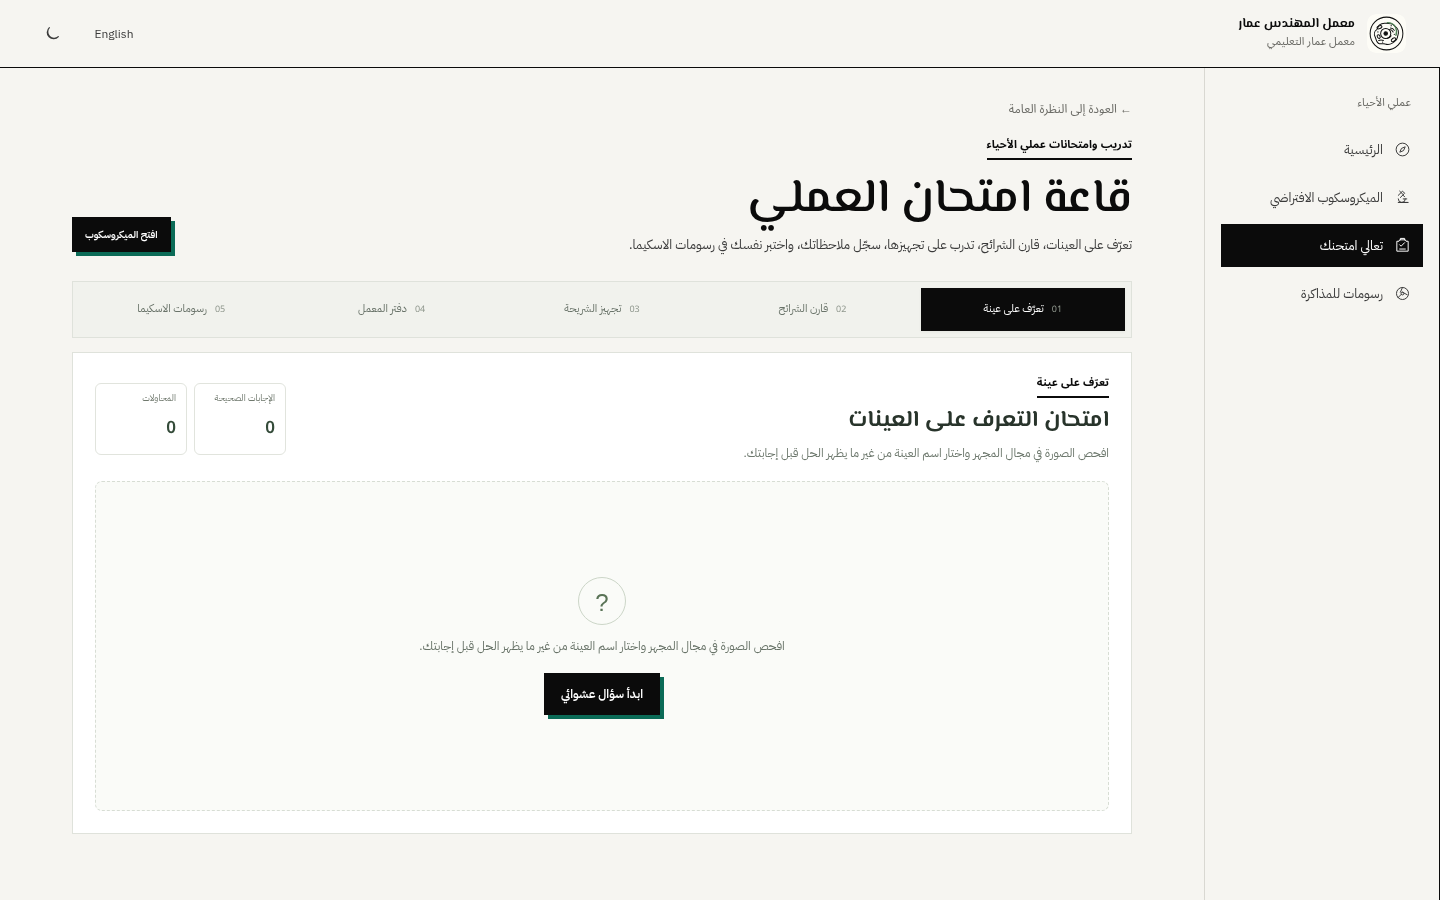 معمل المهندس عمار
معمل عمار التعليمي
English
عملي الأحياء
الرئيسية
الميكروسكوب الافتراضي
تعالي امتحنك
رسومات للمذاكرة
← العودة إلى النظرة العامة
تدريب وامتحانات عملي الأحياء
قاعة امتحان العملي
تعرّف على العينات، قارن الشرائح، تدرب على تجهيزها، سجّل ملاحظاتك، واختبر نفسك في رسومات الاسكيما.
افتح الميكروسكوب
01 تعرّف على عينة
02 قارن الشرائح
03 تجهيز الشريحة
04 دفتر المعمل
05 رسومات الاسكيما
تعرّف على عينة
امتحان التعرف على العينات
افحص الصورة في مجال المجهر واختار اسم العينة من غير ما يظهر الحل قبل إجابتك.
الإجابات الصحيحة
0
المحاولات
0
?
افحص الصورة في مجال المجهر واختار اسم العينة من غير ما يظهر الحل قبل إجابتك.
ابدأ سؤال عشوائي